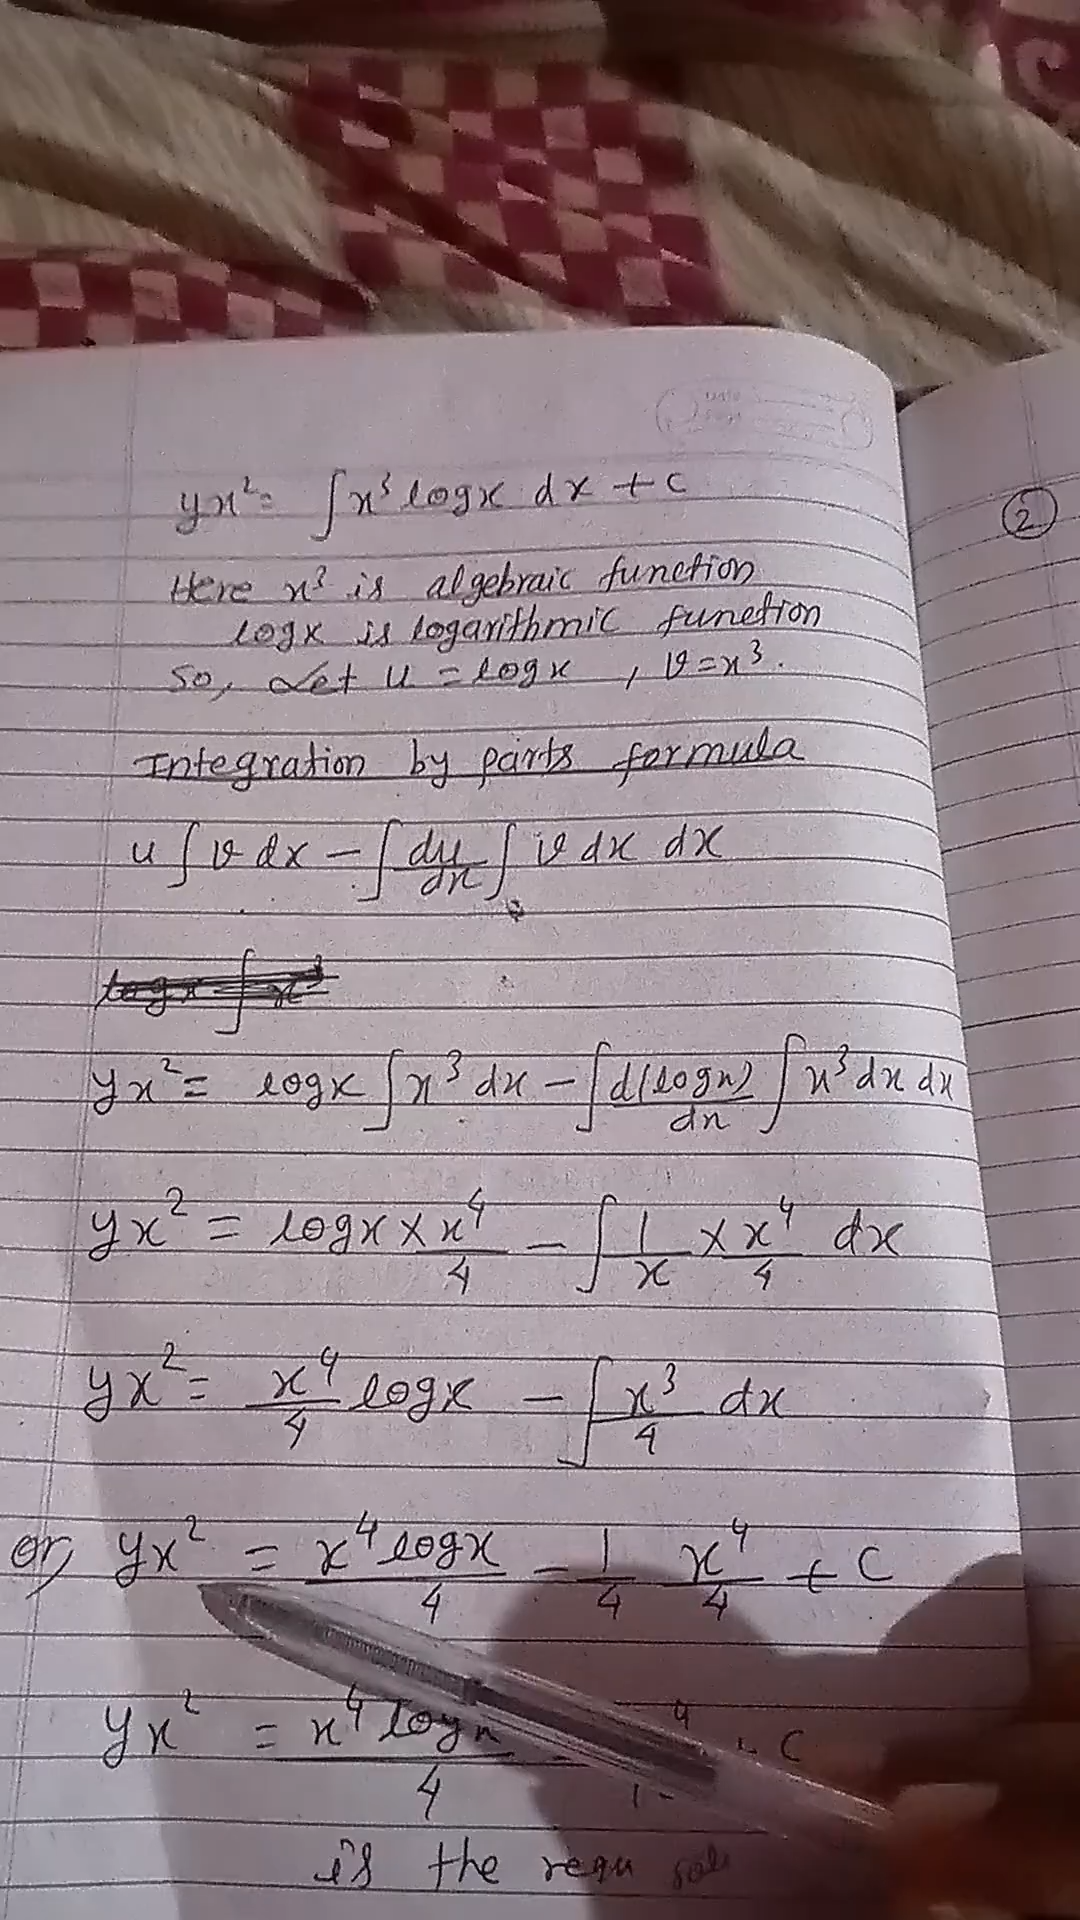 yx² = ∫x³ logx dx + c
②
Here x³ is algebraic function
logx is logarithmic function
So, Let u = logx , v = x³.
Integration by parts formula
u ∫ v dx − ∫ du/dx ∫ v dx dx
yx² = logx ∫ x³ dx − ∫ d(logx)/dx ∫ x³ dx dx
yx² = logx × x⁴/4 − ∫ 1/x × x⁴/4 dx
yx² = x⁴/4 logx − ∫ x³/4 dx
or, yx² = x⁴ logx/4 − 1/4 x⁴/4 + c
yx² = x⁴ logx/4 − ⁴ + c
is the requ